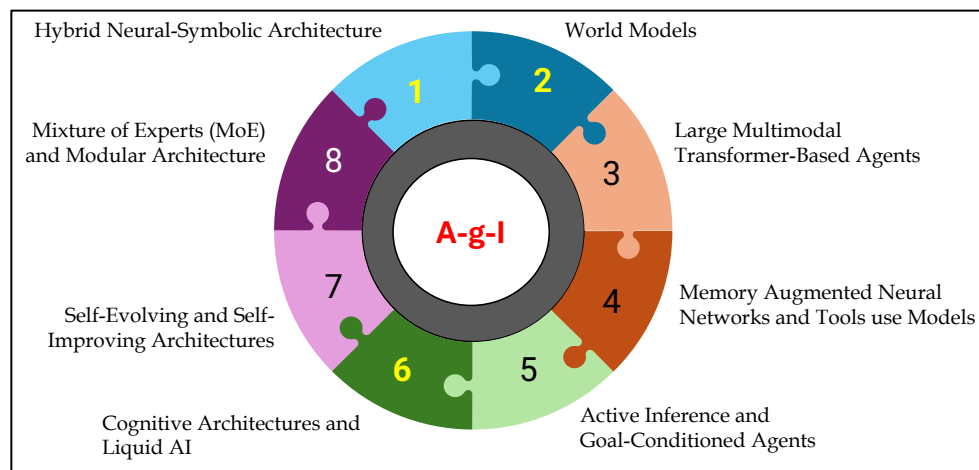 Hybrid Neural-Symbolic Architecture
1
2
World Models
Large Multimodal
Transformer-Based Agents
3
Memory Augmented Neural
Networks and Tools use Models
4
Active Inference and
Goal-Conditioned Agents
5
Cognitive Architectures and
Liquid AI
6
Self-Evolving and Self-
Improving Architectures
7
Mixture of Experts (MoE)
and Modular Architecture
8
A-g-I